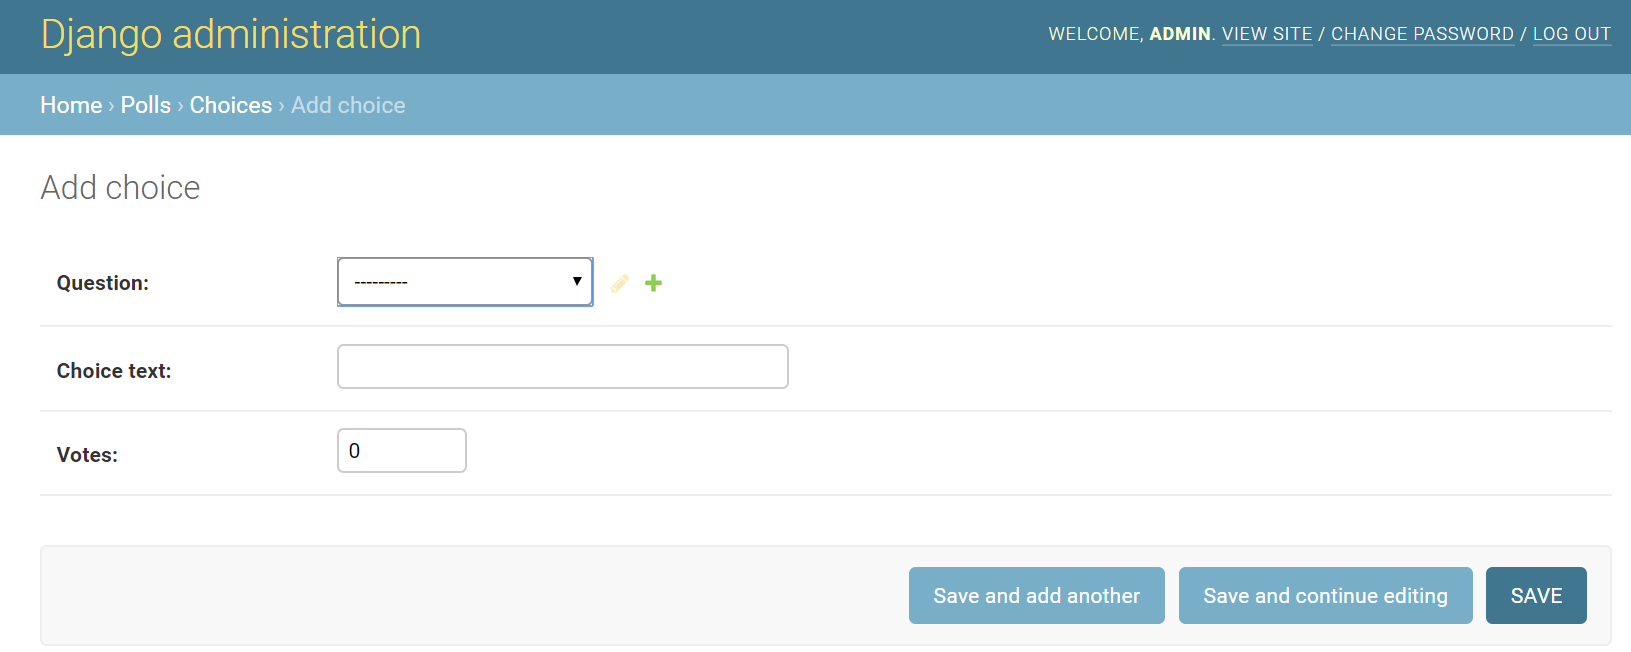 Django administration
WELCOME, ADMIN. VIEW SITE / CHANGE PASSWORD / LOG OUT
Home › Polls › Choices › Add choice
Add choice
Question:
---------
Choice text:
Votes:
0
Save and add another
Save and continue editing
SAVE